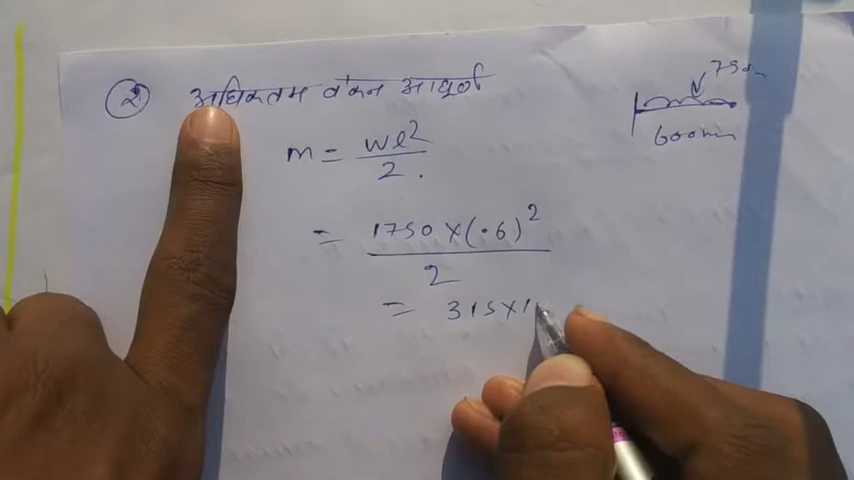 ② अधिकतम वंकन आघूर्ण
m = wl²/2.
= 1750 × (.6)²/2
= 315×1
600mm